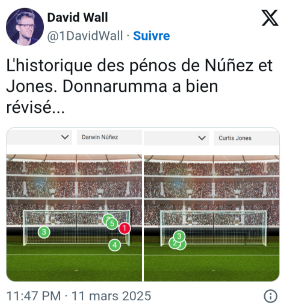 David Wall
@1DavidWall · Suivre
X
L'historique des pénos de Núñez et
Jones. Donnarumma a bien
révisé...
Darwin Núñez
Curtis Jones
3
5
1
4
3
2
11:47 PM · 11 mars 2025